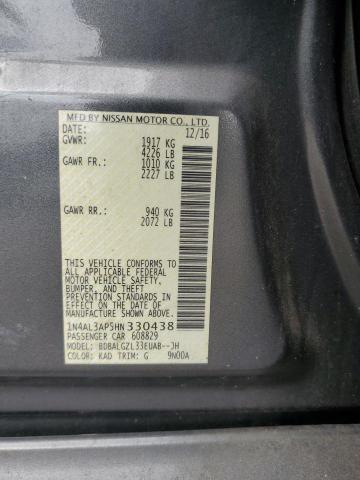 MFD BY NISSAN MOTOR CO., LTD.
DATE: 12/16
GVWR: 1917 KG
4226 LB
GAWR FR.: 1010 KG
2227 LB
GAWR RR.: 940 KG
2072 LB
THIS VEHICLE CONFORMS TO ALL
APPLICABLE FEDERAL MOTOR
VEHICLE SAFETY,
BUMPER, AND THEFT
PREVENTION STANDARDS
IN EFFECT ON THE DATE OF
MANUFACTURE SHOWN ABOVE.
1N4AL3AP5HN330438
PASSENGER CAR 608829
MODEL: BDBALGZL33EUAB--JH
COLOR: KAD TRIM: G 9N00A